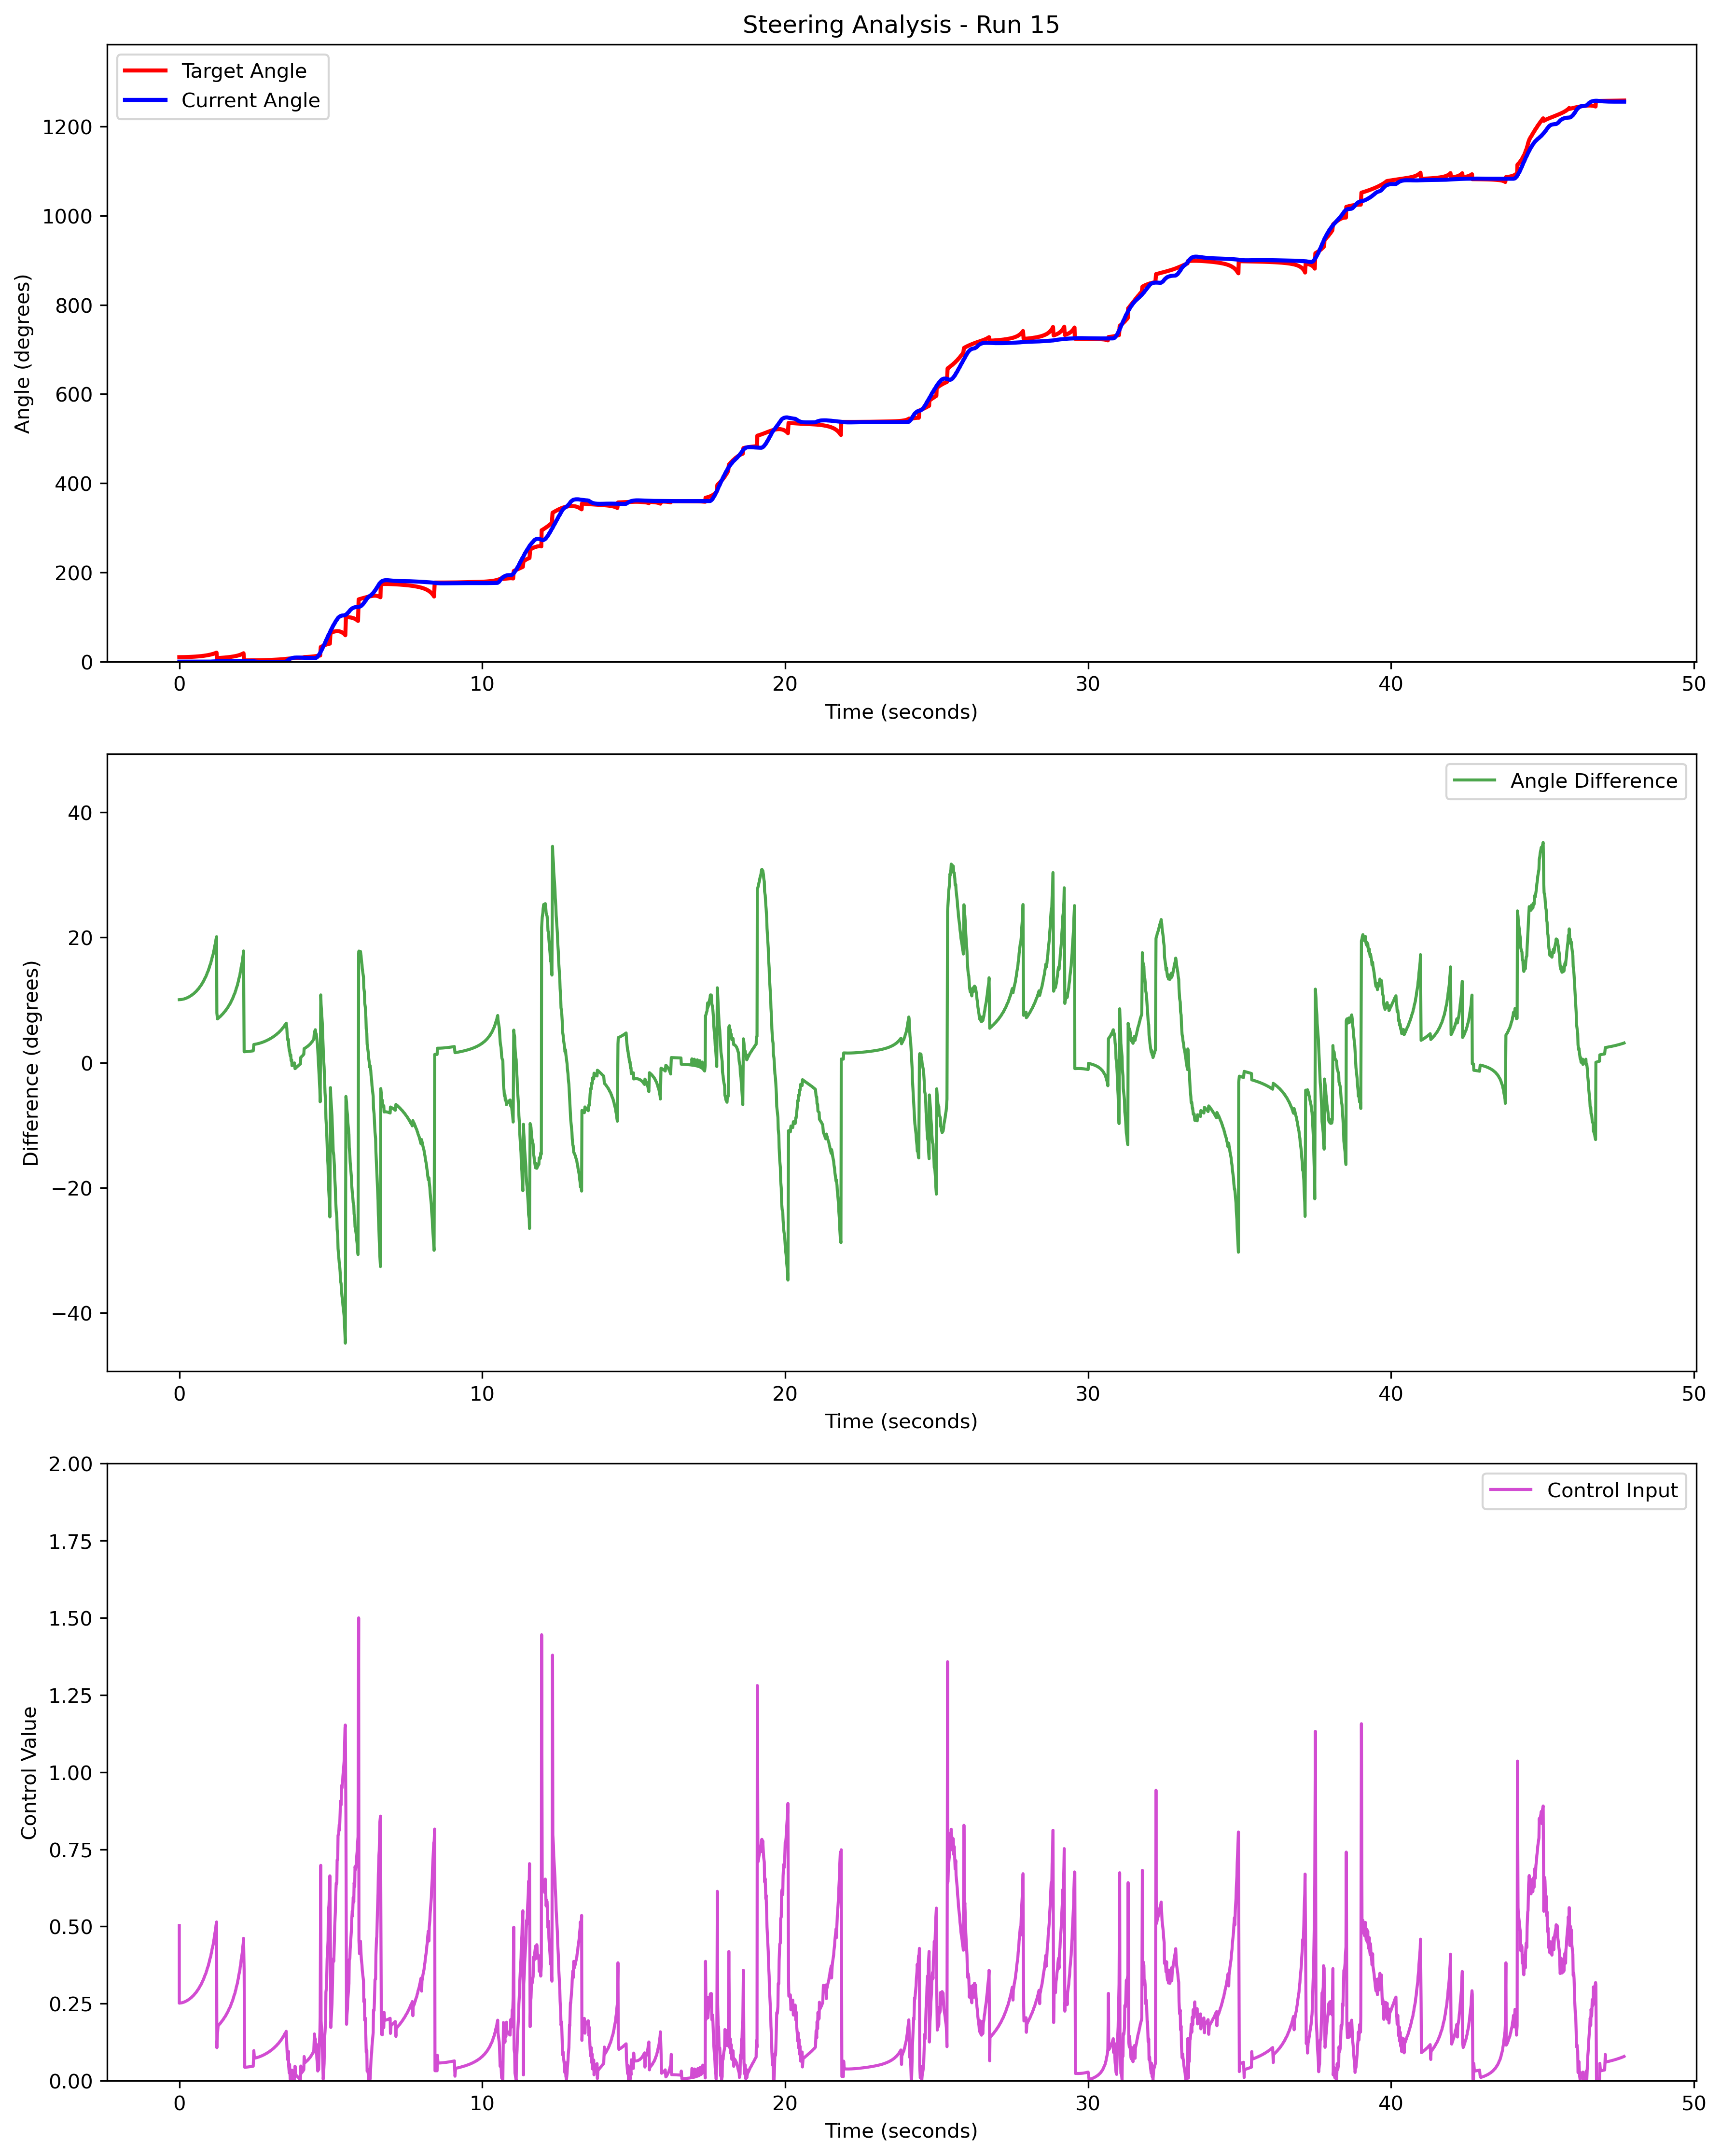 Steering Analysis - Run 15
Target Angle
Current Angle
1200
1000
800
600
400
200
0
Angle (degrees)
0 10 20 30 40 50
Time (seconds)
Angle Difference
40
20
0
−20
−40
Difference (degrees)
0 10 20 30 40 50
Time (seconds)
Control Input
2.00
1.75
1.50
1.25
1.00
0.75
0.50
0.25
0.00
Control Value
0 10 20 30 40 50
Time (seconds)